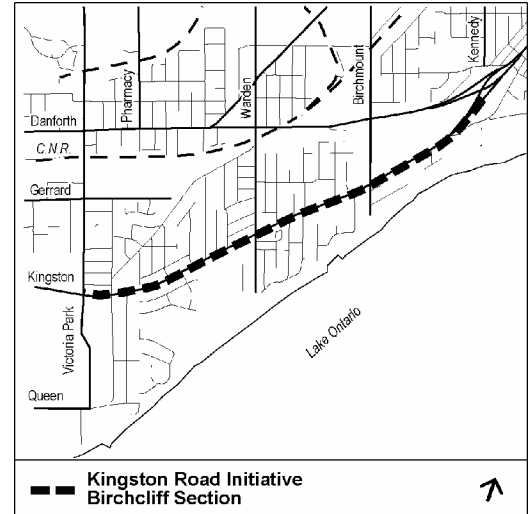 Kennedy
Pharmacy
Warden
Birchmount
Danforth
C.N.R.
Gerrard
Kingston
Victoria Park
Lake Ontario
Queen
Kingston Road Initiative
Birchcliff Section